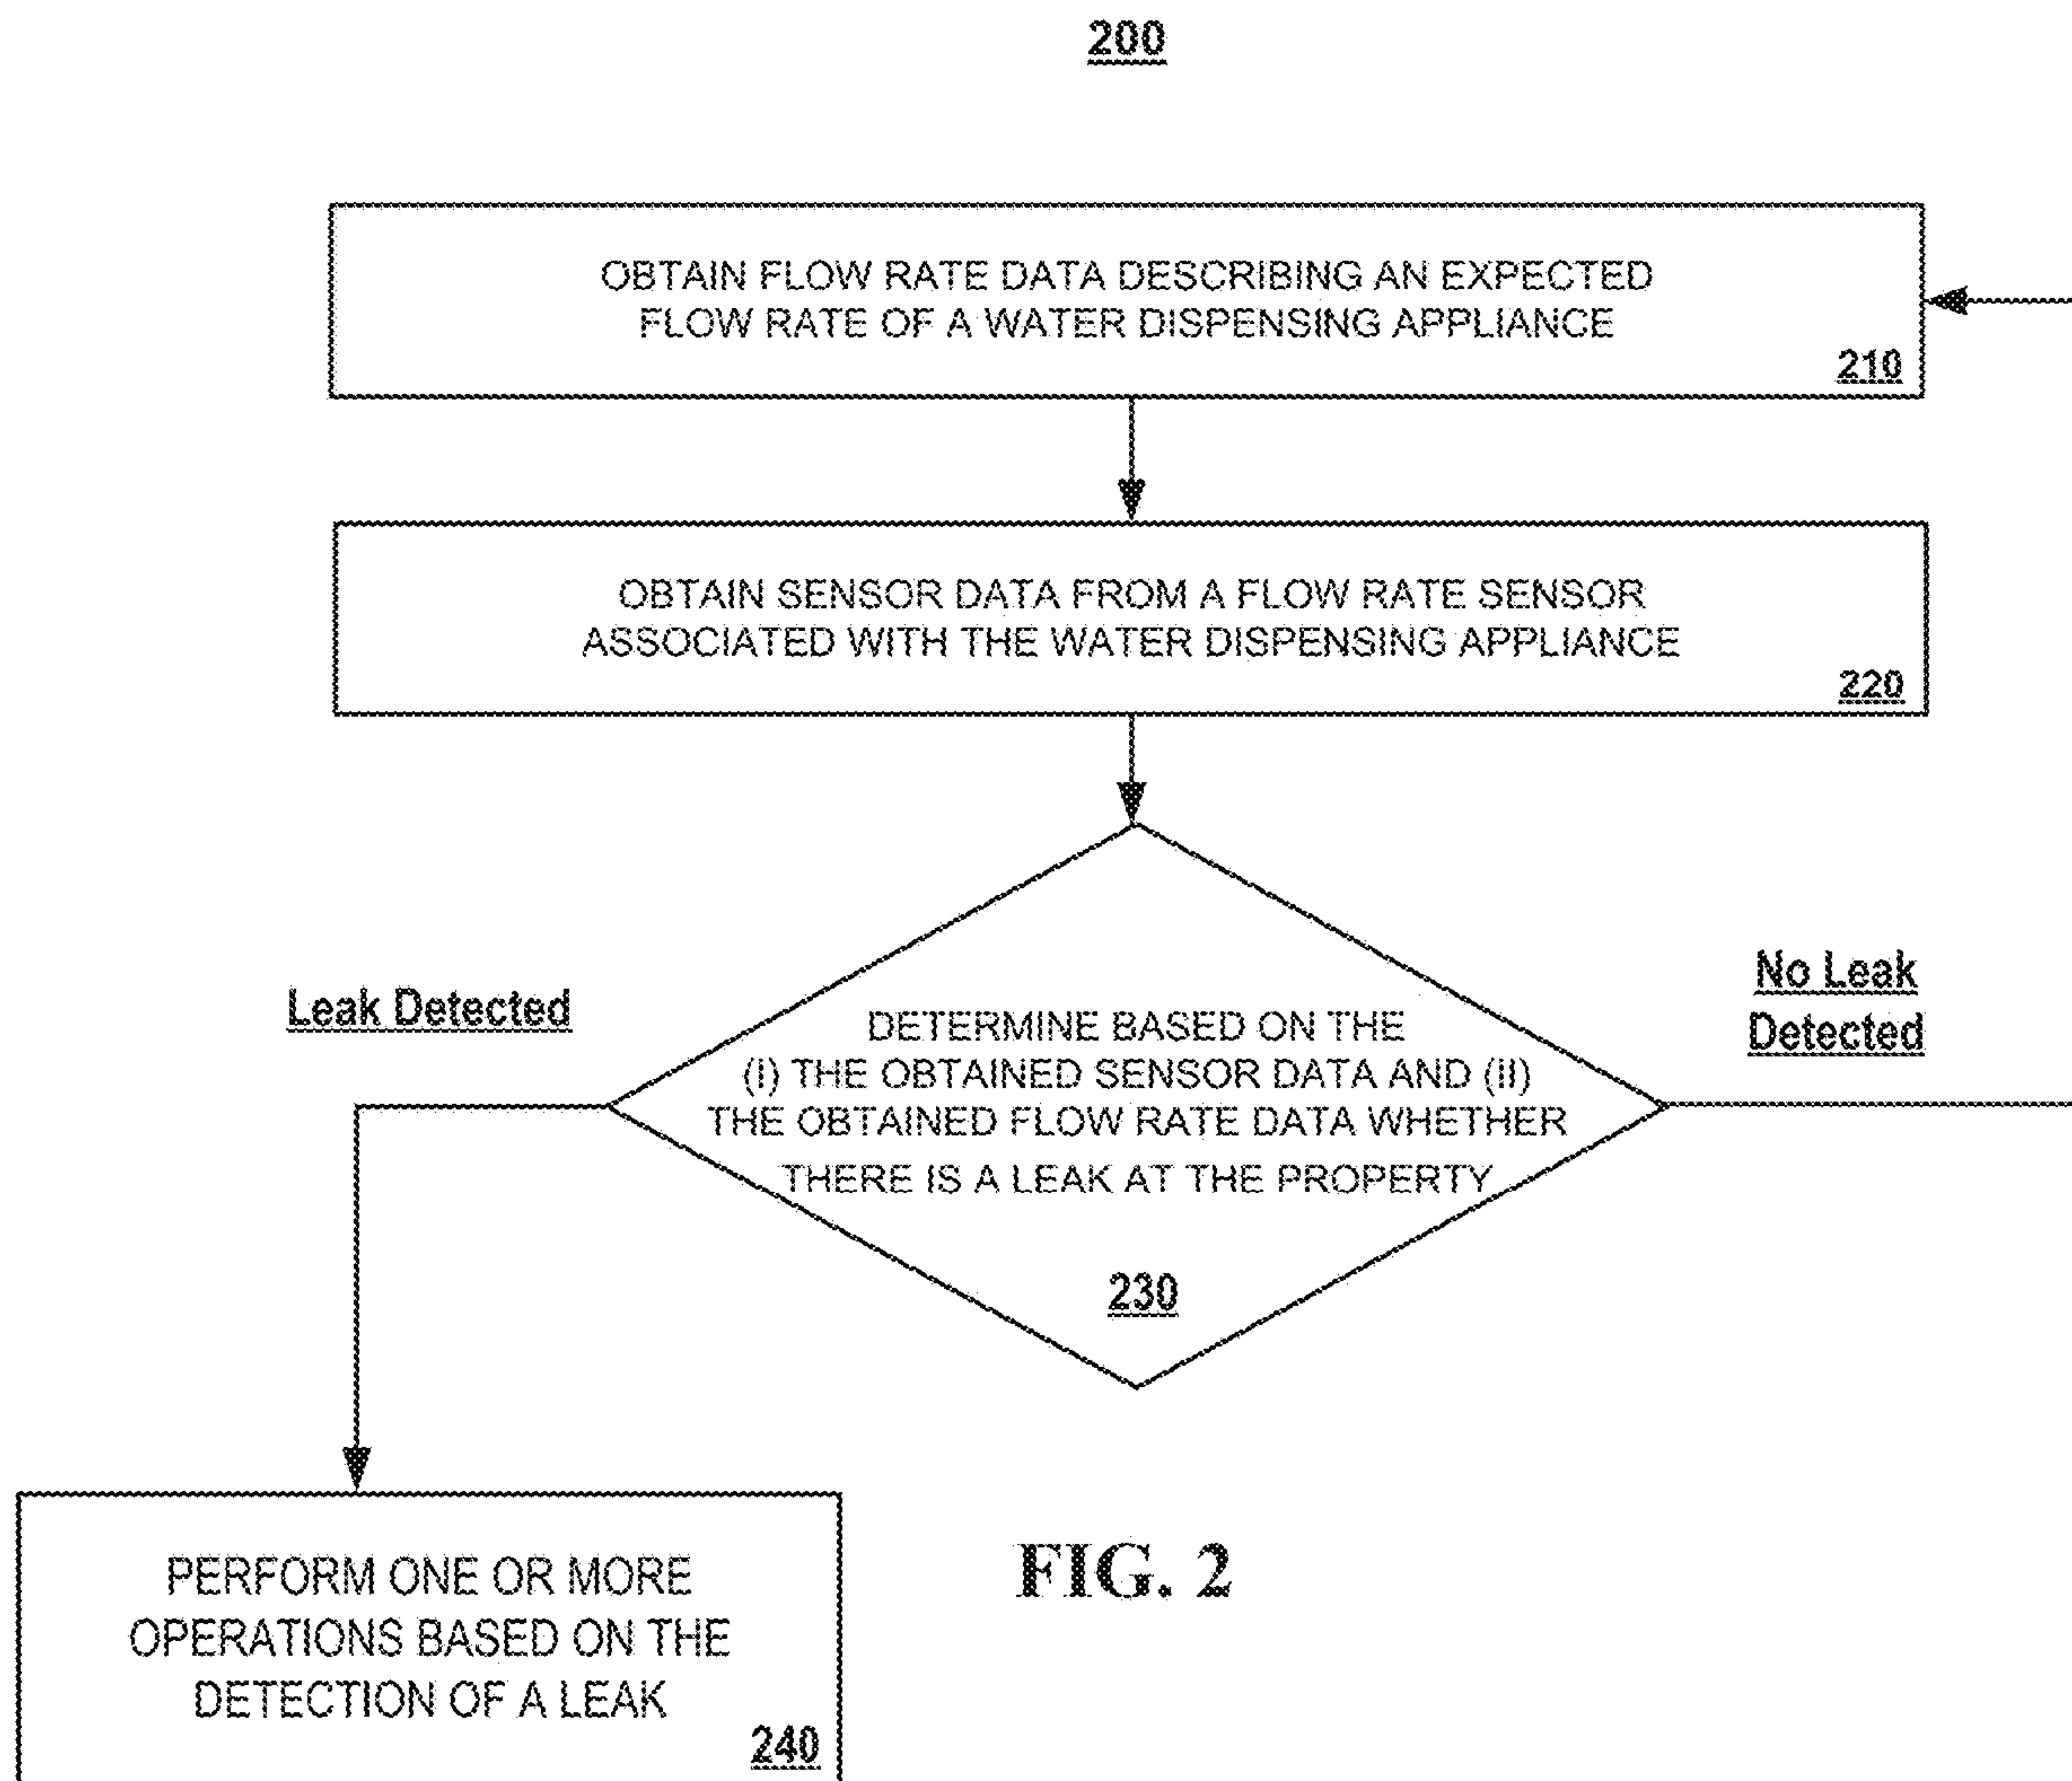 200
OBTAIN FLOW RATE DATA DESCRIBING AN EXPECTED
FLOW RATE OF A WATER DISPENSING APPLIANCE
210
OBTAIN SENSOR DATA FROM A FLOW RATE SENSOR
ASSOCIATED WITH THE WATER DISPENSING APPLIANCE
220
Leak Detected
No Leak
Detected
DETERMINE BASED ON THE
(i) THE OBTAINED SENSOR DATA AND (ii)
THE OBTAINED FLOW RATE DATA WHETHER
THERE IS A LEAK AT THE PROPERTY
230
PERFORM ONE OR MORE
OPERATIONS BASED ON THE
DETECTION OF A LEAK
240
FIG. 2